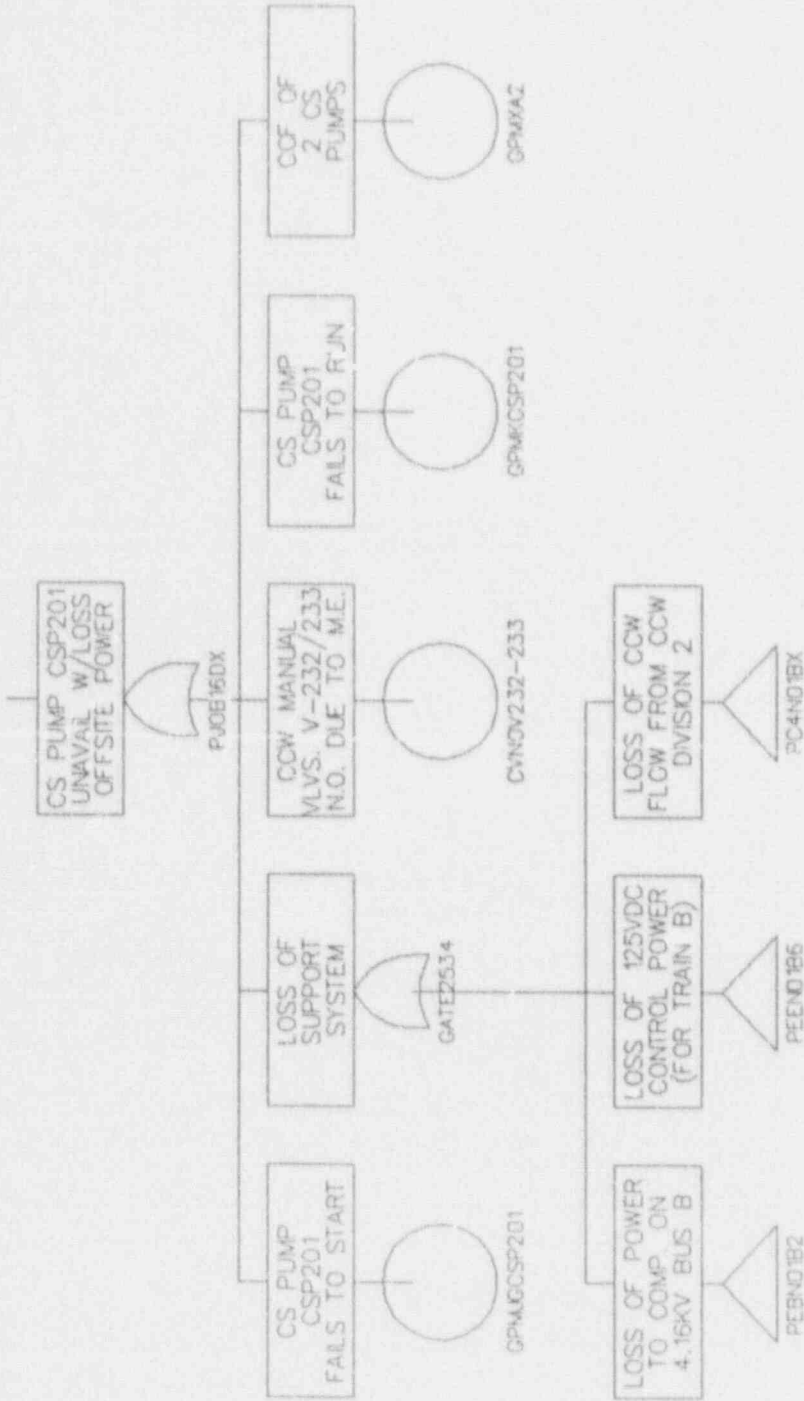 CS PUMP CSP201
UNAVAIL W/LOSS
OFFSITE POWER
PJOB16DX
CS PUMP
CSP201
FAILS TO START
GPMJGCSP201
LOSS OF
SUPPORT
SYSTEM
GATE2534
CCW MANUAL
VLVS. V-232/233
N.O. DUE TO M.E.
CVNOV232-233
CS PUMP
CSP201
FAILS TO R'JN
GPMKCSP201
CCF OF
2 CS
PUMPS
GPMXA2
LOSS OF POWER
TO COMP. ON
4.16KV BUS B
PEBN01B2
LOSS OF 125VDC
CONTROL POWER
(FOR TRAIN B)
PEEN01B6
LOSS OF CCW
FLOW FROM CCW
DIVISION 2
PC4N01BX